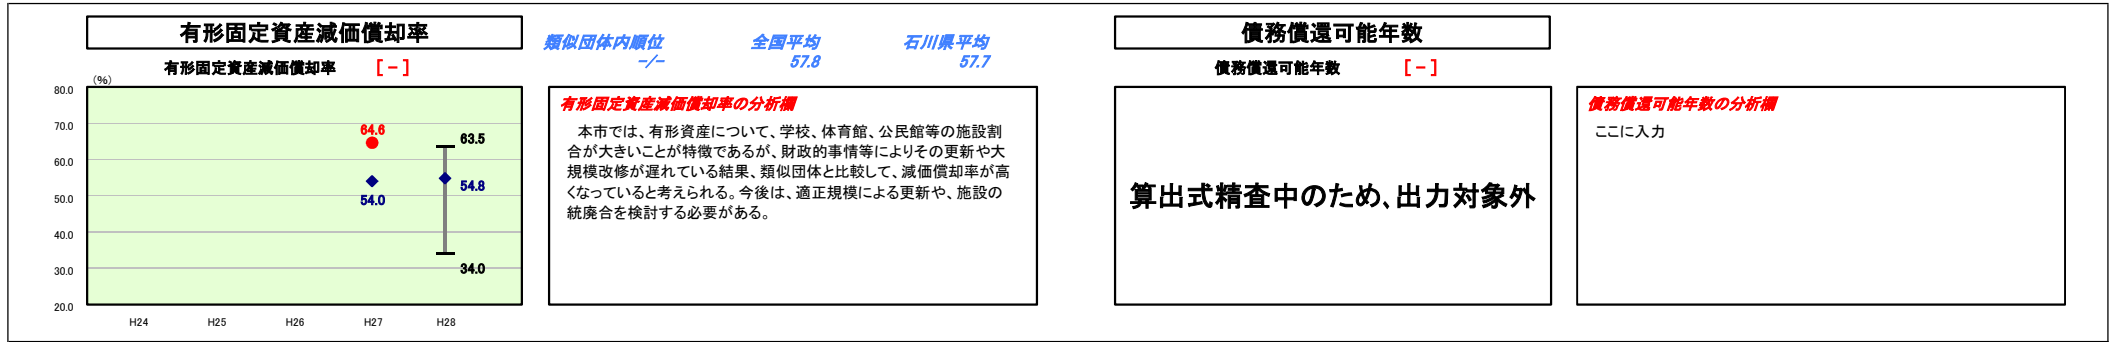 有形固定資産減価償却率
有形固定資産減価償却率 [ - ]
(%)
80.0
70.0
60.0
50.0
40.0
30.0
20.0
64.6
54.0
63.5
54.8
34.0
H24 H25 H26 H27 H28
類似団体内順位 全国平均 石川県平均
-/- 57.8 57.7
有形固定資産減価償却率の分析欄
本市では、有形資産について、学校、体育館、公民館等の施設割
合が大きいことが特徴であるが、財政的事情等によりその更新や大
規模改修が遅れている結果、類似団体と比較して、減価償却率が高
くなっていると考えられる。今後は、適正規模による更新や、施設の
統廃合を検討する必要がある。
債務償還可能年数
債務償還可能年数 [ - ]
算出式精査中のため、出力対象外
債務償還可能年数の分析欄
ここに入力